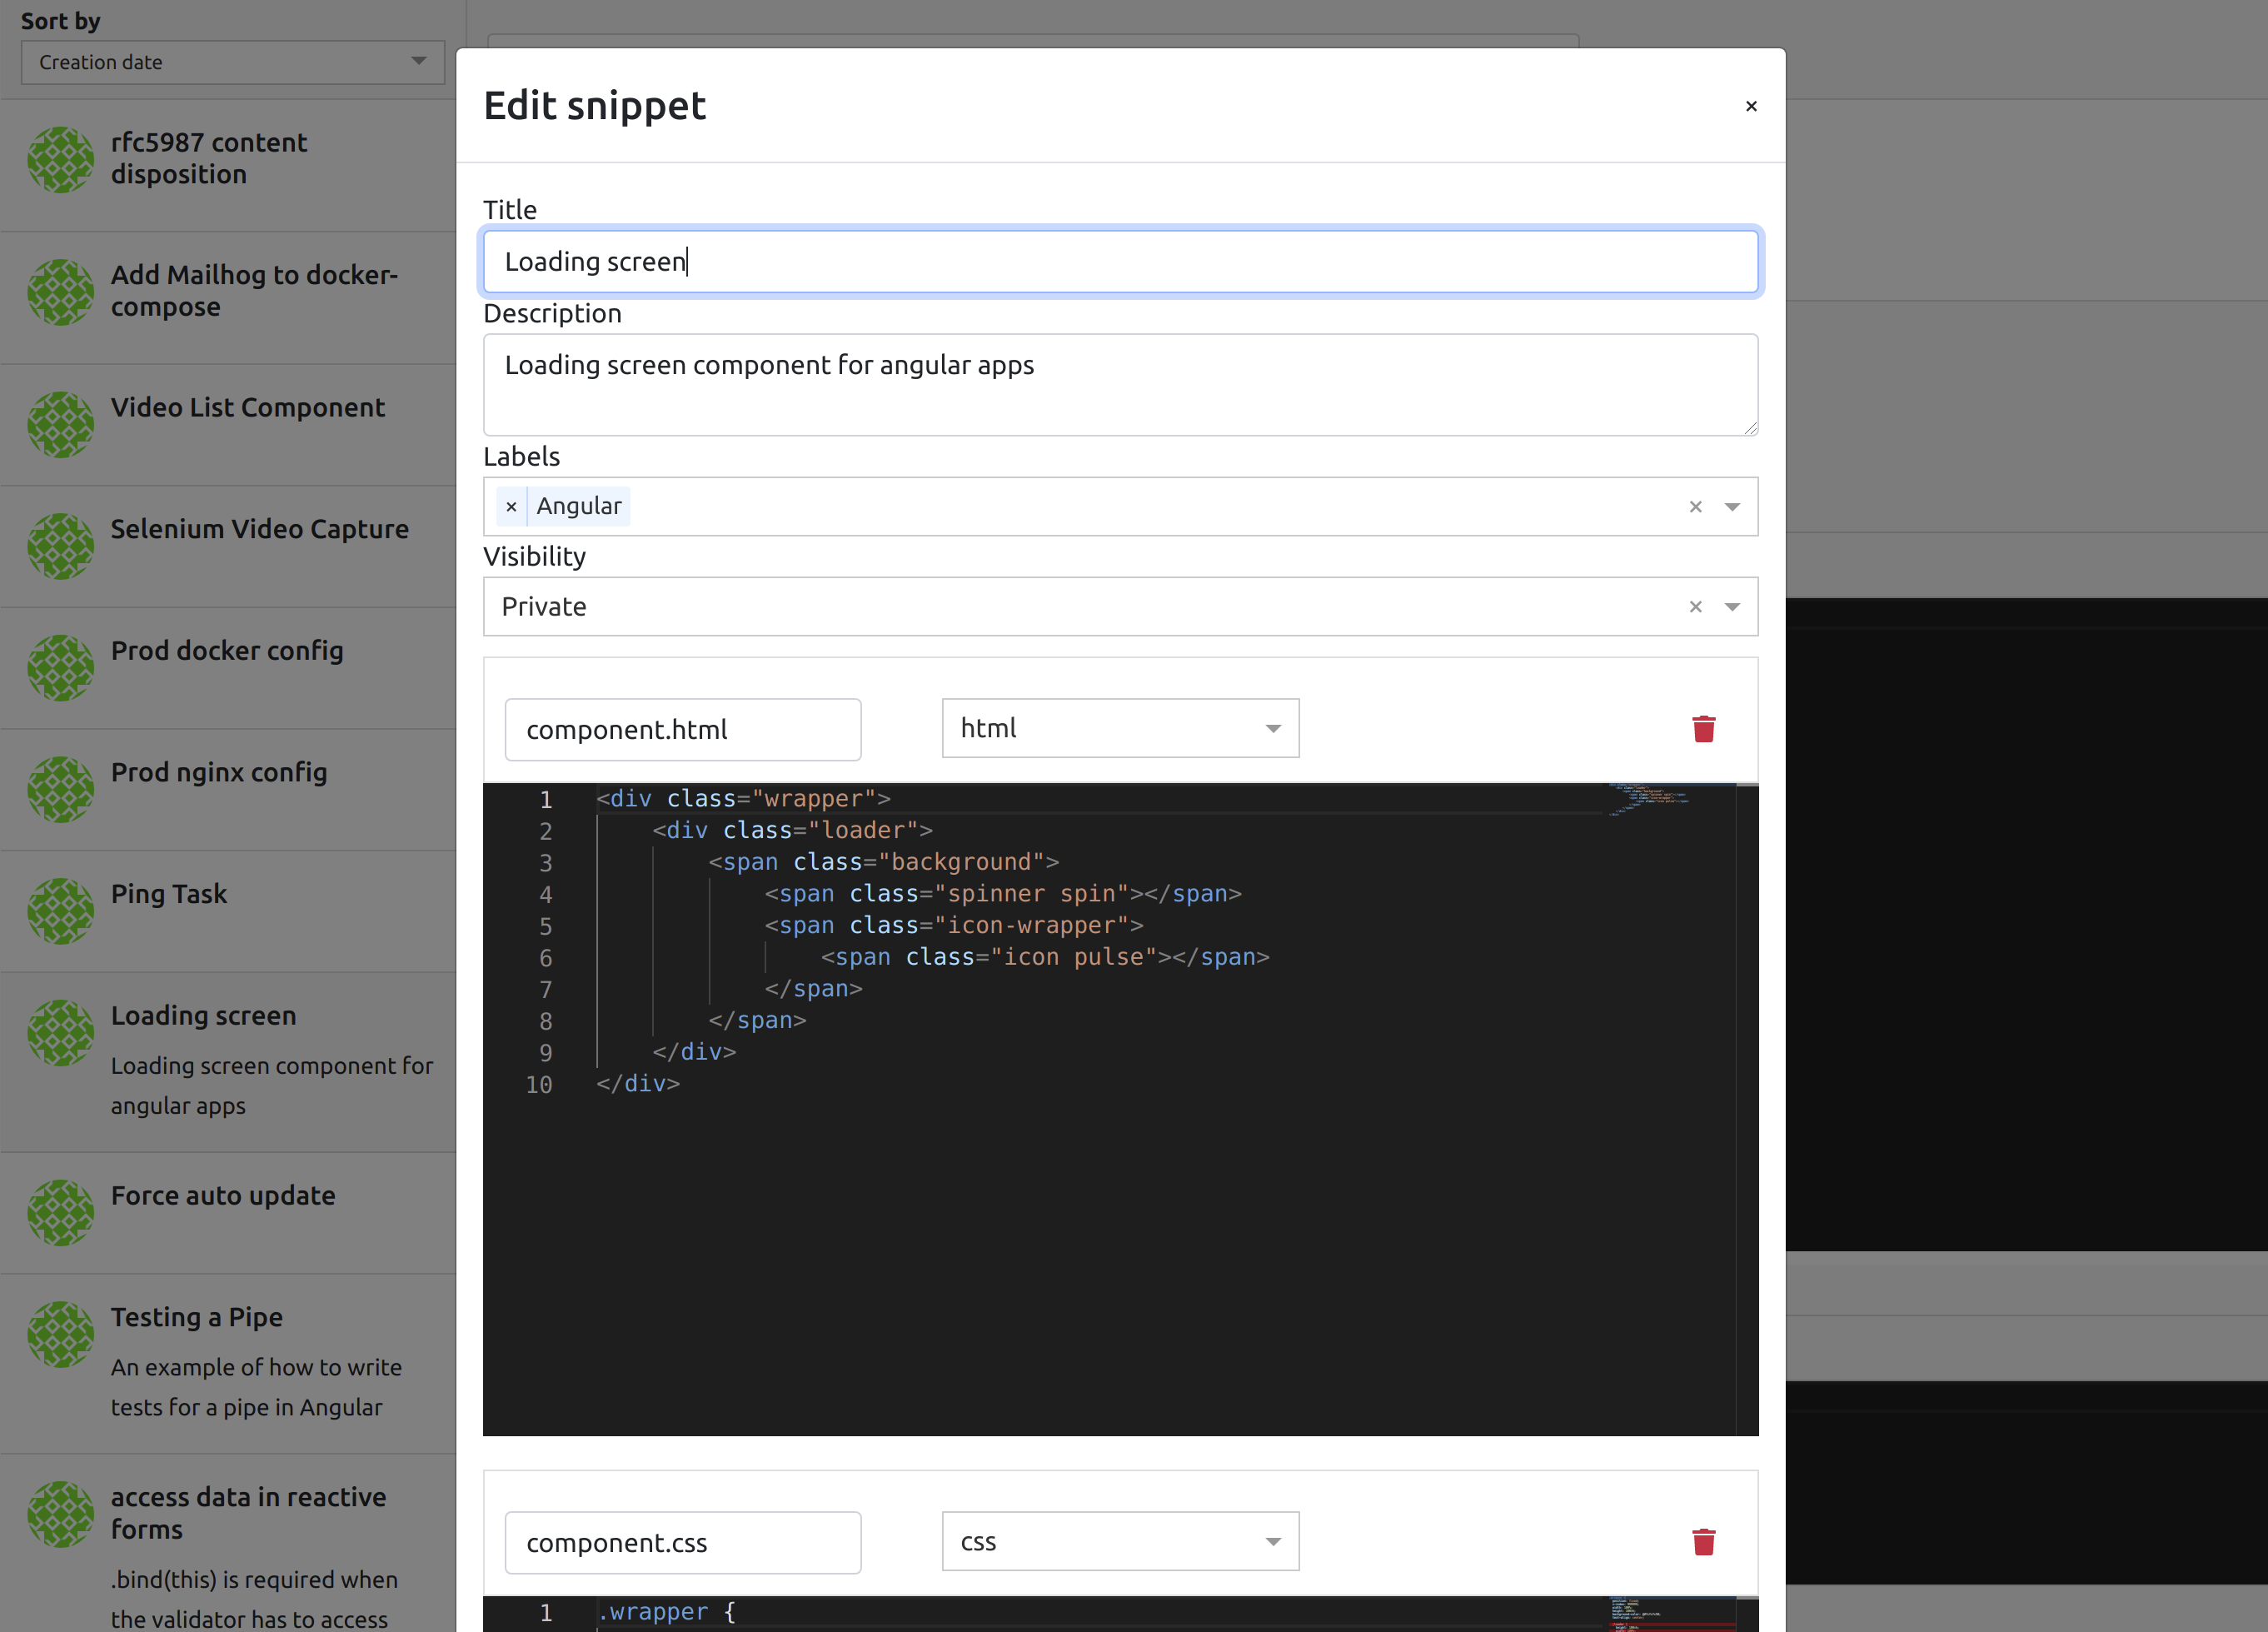 Sort by
Creation date
rfc5987 content
disposition
Add Mailhog to docker-
compose
Video List Component
Selenium Video Capture
Prod docker config
Prod nginx config
Ping Task
Loading screen
Loading screen component for
angular apps
Force auto update
Testing a Pipe
An example of how to write
tests for a pipe in Angular
access data in reactive
forms
.bind(this) is required when
the validator has to access
Edit snippet
×
Title
Loading screen
Description
Loading screen component for angular apps
Labels
× Angular ×
Visibility
Private ×
component.html html
1 <div class="wrapper">
2 <div class="loader">
3 <span class="background">
4 <span class="spinner spin"></span>
5 <span class="icon-wrapper">
6 <span class="icon pulse"></span>
7 </span>
8 </span>
9 </div>
10 </div>
component.css css
1 .wrapper {